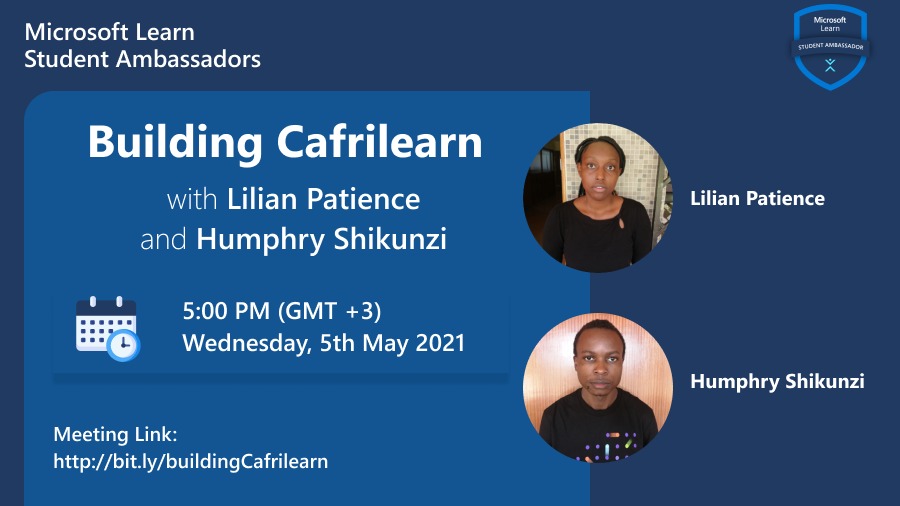 Microsoft Learn
Student Ambassadors
Microsoft
Learn
STUDENT AMBASSADOR
Building Cafrilearn
with Lilian Patience
and Humphry Shikunzi
5:00 PM (GMT +3)
Wednesday, 5th May 2021
Meeting Link:
http://bit.ly/buildingCafrilearn
Lilian Patience
Humphry Shikunzi